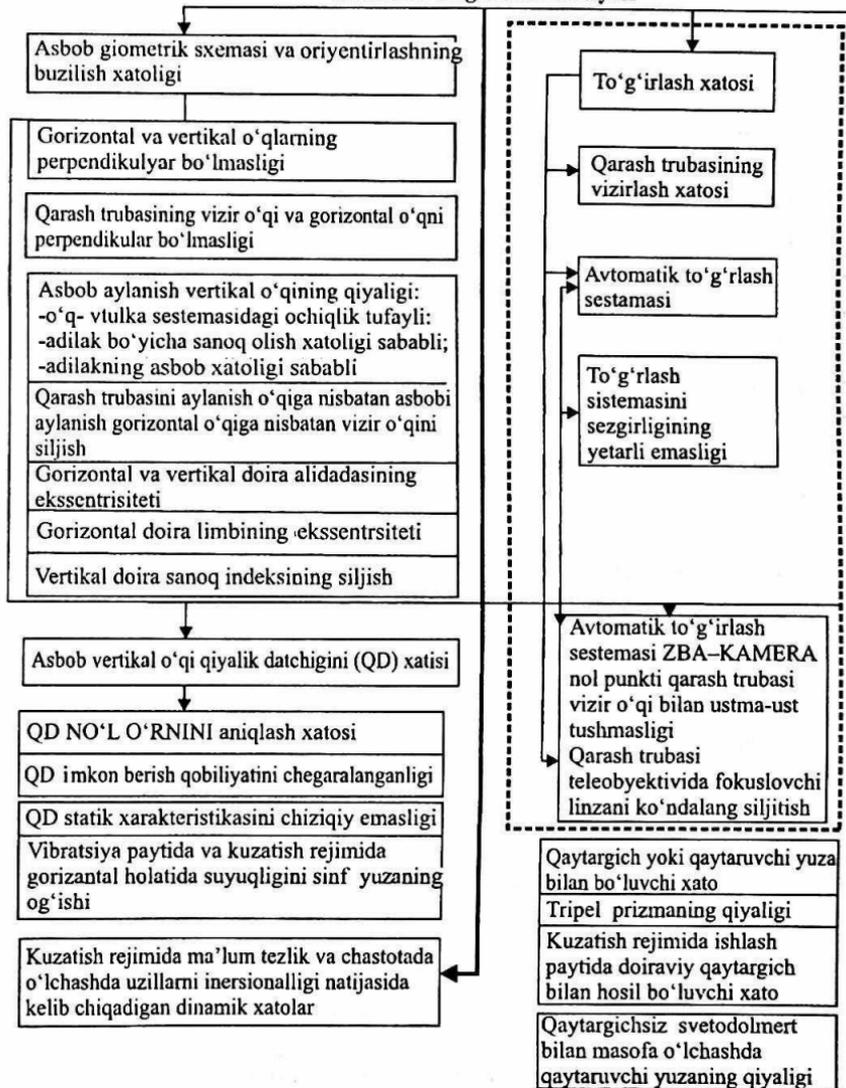 Asbob giometrik sxemasi va oriyentirlashning
buzilish xatoligi
Gorizontal va vertikal o‘qlarning
perpendikulyar bo‘lmasligi
Qarash trubasining vizir o‘qi va gorizontal o‘qni
perpendikular bo‘lmasligi
Asbob aylanish vertikal o‘qining qiyaligi:
-o‘q- vtulka sestemasidagi ochiqlik tufayli:
-adilak bo‘yicha sanoq olish xatoligi sababli;
-adilakning asbob xatoligi sababli
Qarash trubasini aylanish o‘qiga nisbatan asbobi
aylanish gorizontal o‘qiga nisbatan vizir o‘qini
siljish
Gorizontal va vertikal doira alidadasining
ekssentrisiteti
Gorizontal doira limbining ekssentrsiteti
Vertikal doira sanoq indeksining siljish
Asbob vertikal o‘qi qiyalik datchigini (QD) xatisi
QD NO‘L O‘RNINI aniqlash xatosi
QD imkon berish qobiliyatini chegaralanganligi
QD statik xarakteristikasini chiziqiy emasligi
Vibratsiya paytida va kuzatish rejimida
gorizantal holatida suyuqligini sinf yuzaning
og‘ishi
Kuzatish rejimida ma’lum tezlik va chastotada
o‘lchashda uzillarni inersionalligi natijasida
kelib chiqadigan dinamik xatolar
To‘g‘irlash xatosi
Qarash trubasining
vizirlash xatosi
Avtomatik to‘g‘rlash
sestamasi
To‘g‘rlash
sistemasini
sezgirligining
yetarli emasligi
Avtomatik to‘g‘irlash
sestemasi ZBA–KAMERA
nol punkti qarash trubasi
vizir o‘qi bilan ustma-ust
tushmasligi
Qarash trubasi
teleobyektivida fokuslovchi
linzani ko‘ndalang siljitish
Qaytargich yoki qaytaruvchi yuza
bilan bo‘luvchi xato
Tripel prizmaning qiyaligi
Kuzatish rejimida ishlash
paytida doiraviy qaytargich
bilan hosil bo‘luvchi xato
Qaytargichsiz svetodolmert
bilan masofa o‘lchashda
qaytaruvchi yuzaning qiyaligi